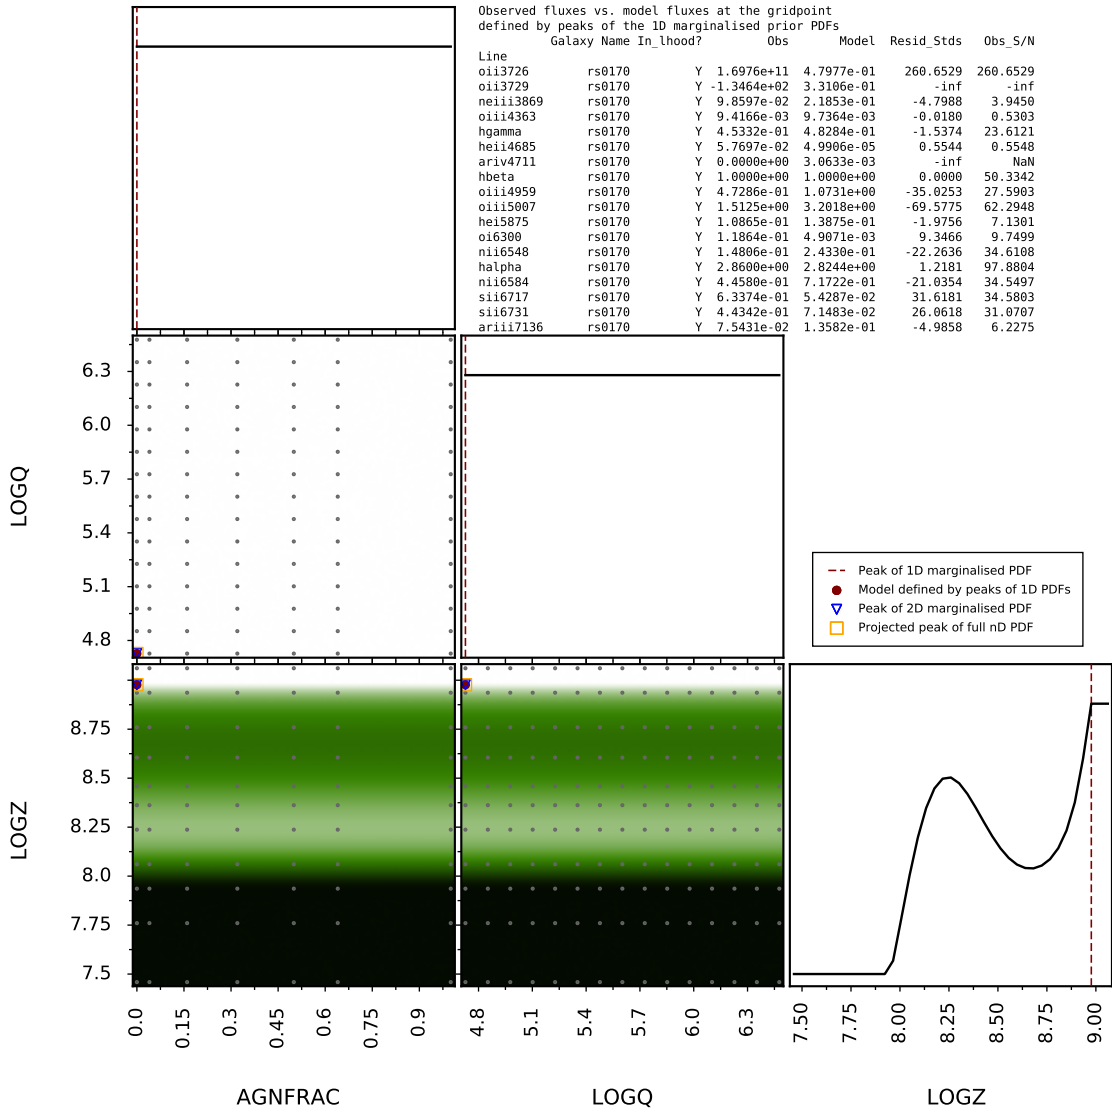 Observed fluxes vs. model fluxes at the gridpoint
defined by peaks of the 1D marginalised prior PDFs
Galaxy Name In_lhood? Obs Model Resid_Stds Obs_S/N
Line
oii3726 rs0170 Y 1.6976e+11 4.7977e-01 260.6529 260.6529
oii3729 rs0170 Y -1.3464e+02 3.3106e-01 -inf -inf
neiii3869 rs0170 Y 9.8597e-02 2.1853e-01 -4.7988 3.9450
oiii4363 rs0170 Y 9.4166e-03 9.7364e-03 -0.0180 0.5303
hgamma rs0170 Y 4.5332e-01 4.8284e-01 -1.5374 23.6121
heii4685 rs0170 Y 5.7697e-02 4.9906e-05 0.5544 0.5548
ariv4711 rs0170 Y 0.0000e+00 3.0633e-03 -inf NaN
hbeta rs0170 Y 1.0000e+00 1.0000e+00 0.0000 50.3342
oiii4959 rs0170 Y 4.7286e-01 1.0731e+00 -35.0253 27.5903
oiii5007 rs0170 Y 1.5125e+00 3.2018e+00 -69.5775 62.2948
hei5875 rs0170 Y 1.0865e-01 1.3875e-01 -1.9756 7.1301
oi6300 rs0170 Y 1.1864e-01 4.9071e-03 9.3466 9.7499
nii6548 rs0170 Y 1.4806e-01 2.4330e-01 -22.2636 34.6108
halpha rs0170 Y 2.8600e+00 2.8244e+00 1.2181 97.8804
nii6584 rs0170 Y 4.4580e-01 7.1722e-01 -21.0354 34.5497
sii6717 rs0170 Y 6.3374e-01 5.4287e-02 31.6181 34.5803
sii6731 rs0170 Y 4.4342e-01 7.1483e-02 26.0618 31.0707
ariii7136 rs0170 Y 7.5431e-02 1.3582e-01 -4.9858 6.2275
LOGQ
6.3
6.0
5.7
5.4
5.1
4.8
Peak of 1D marginalised PDF
Model defined by peaks of 1D PDFs
Peak of 2D marginalised PDF
Projected peak of full nD PDF
LOGZ
8.75
8.5
8.25
8.0
7.75
7.5
0.0 0.15 0.3 0.45 0.6 0.75 0.9
4.8 5.1 5.4 5.7 6.0 6.3
7.50 7.75 8.00 8.25 8.50 8.75 9.00
AGNFRAC LOGQ LOGZ